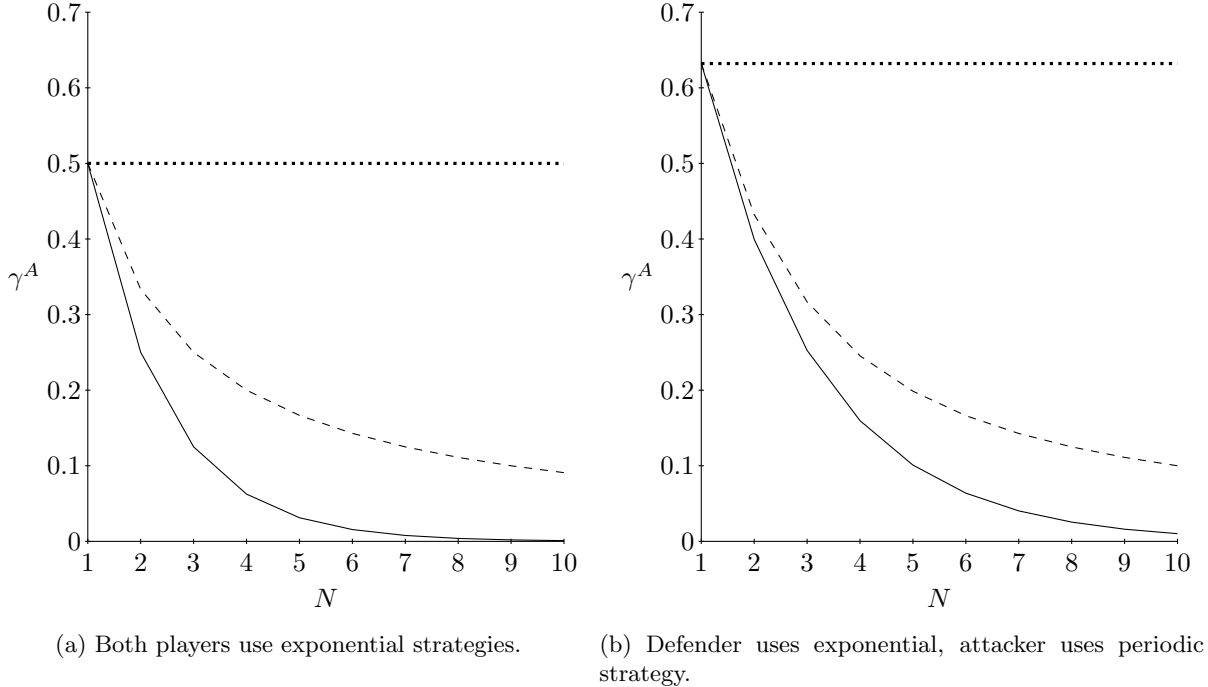 0.7
0.6
0.5
0.4
γ^A
0.3
0.2
0.1
0
1 2 3 4 5 6 7 8 9 10
N
(a) Both players use exponential strategies.
0.7
0.6
0.5
0.4
γ^A
0.3
0.2
0.1
0
1 2 3 4 5 6 7 8 9 10
N
(b) Defender uses exponential, attacker uses periodic
strategy.